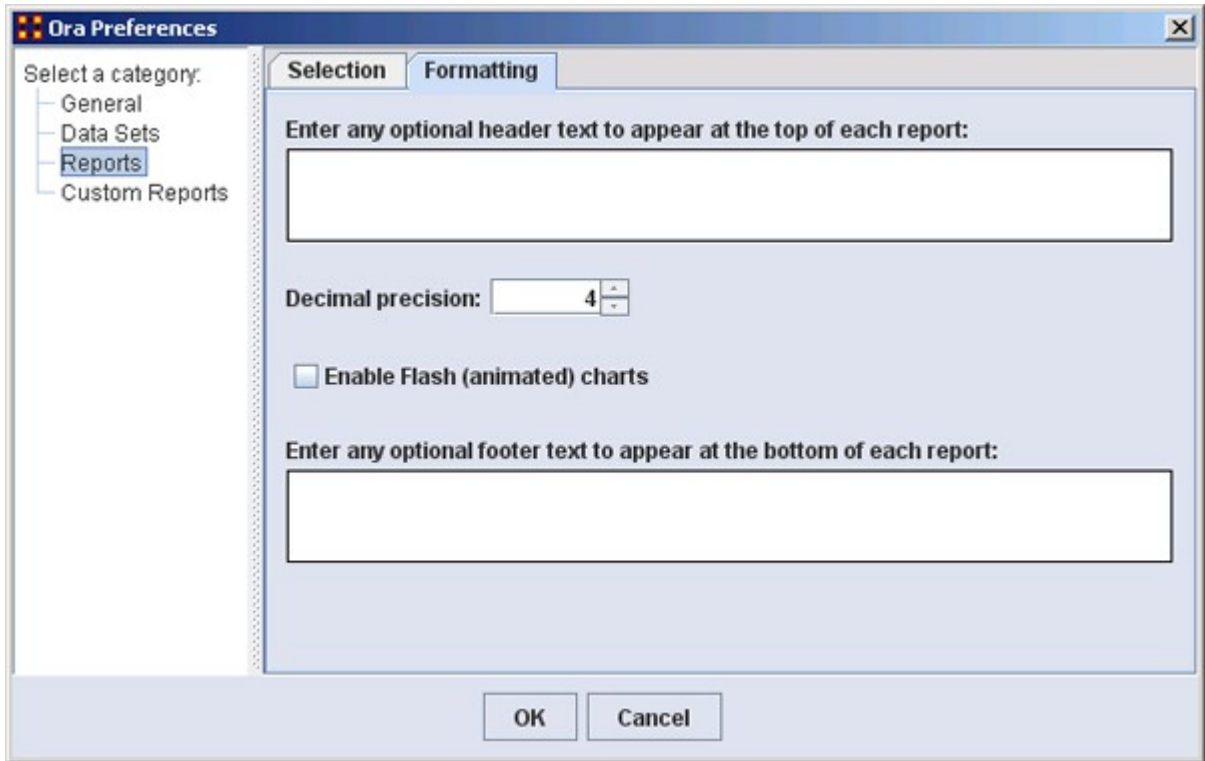 Ora Preferences
Select a category:
General
Data Sets
Reports
Custom Reports
Selection
Formatting
Enter any optional header text to appear at the top of each report:
Decimal precision: 4
Enable Flash (animated) charts
Enter any optional footer text to appear at the bottom of each report:
OK
Cancel